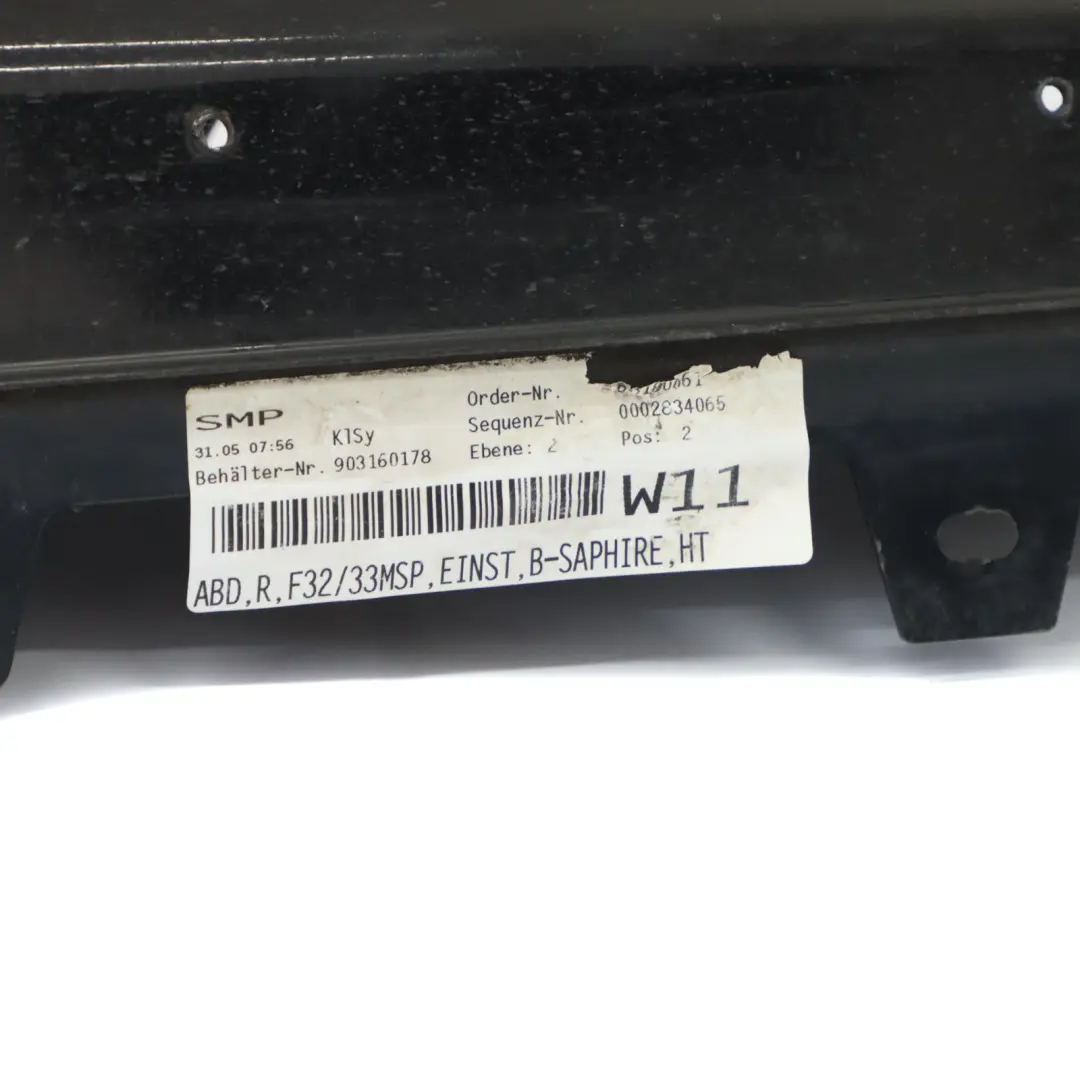 SMP
31.05 07:56 KlSy
Behälter-Nr. 903160178
Order-Nr.
Sequenz-Nr. 0002834065
Ebene: 2 Pos: 2
W11
ABD,R,F32/33MSP,EINST,B-SAPHIRE,HT